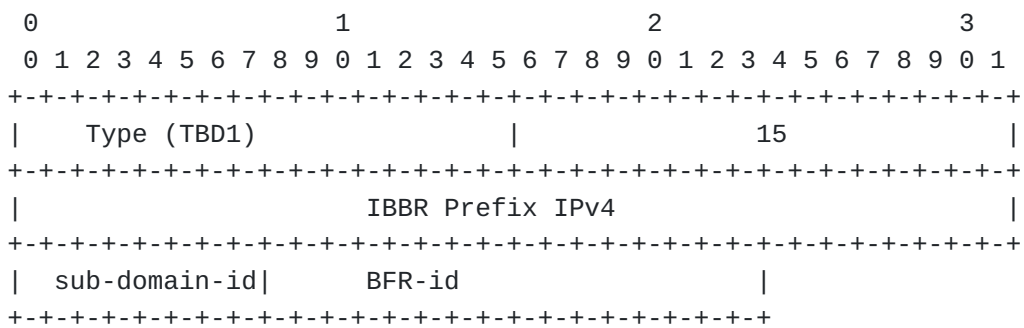 0                   1                   2                   3
 0 1 2 3 4 5 6 7 8 9 0 1 2 3 4 5 6 7 8 9 0 1 2 3 4 5 6 7 8 9 0 1
+-+-+-+-+-+-+-+-+-+-+-+-+-+-+-+-+-+-+-+-+-+-+-+-+-+-+-+-+-+-+-+-+
|    Type (TBD1)                |               15              |
+-+-+-+-+-+-+-+-+-+-+-+-+-+-+-+-+-+-+-+-+-+-+-+-+-+-+-+-+-+-+-+-+
|                      IBBR Prefix IPv4                         |
+-+-+-+-+-+-+-+-+-+-+-+-+-+-+-+-+-+-+-+-+-+-+-+-+-+-+-+-+-+-+-+-+
|  sub-domain-id|      BFR-id                   |
+-+-+-+-+-+-+-+-+-+-+-+-+-+-+-+-+-+-+-+-+-+-+-+-+